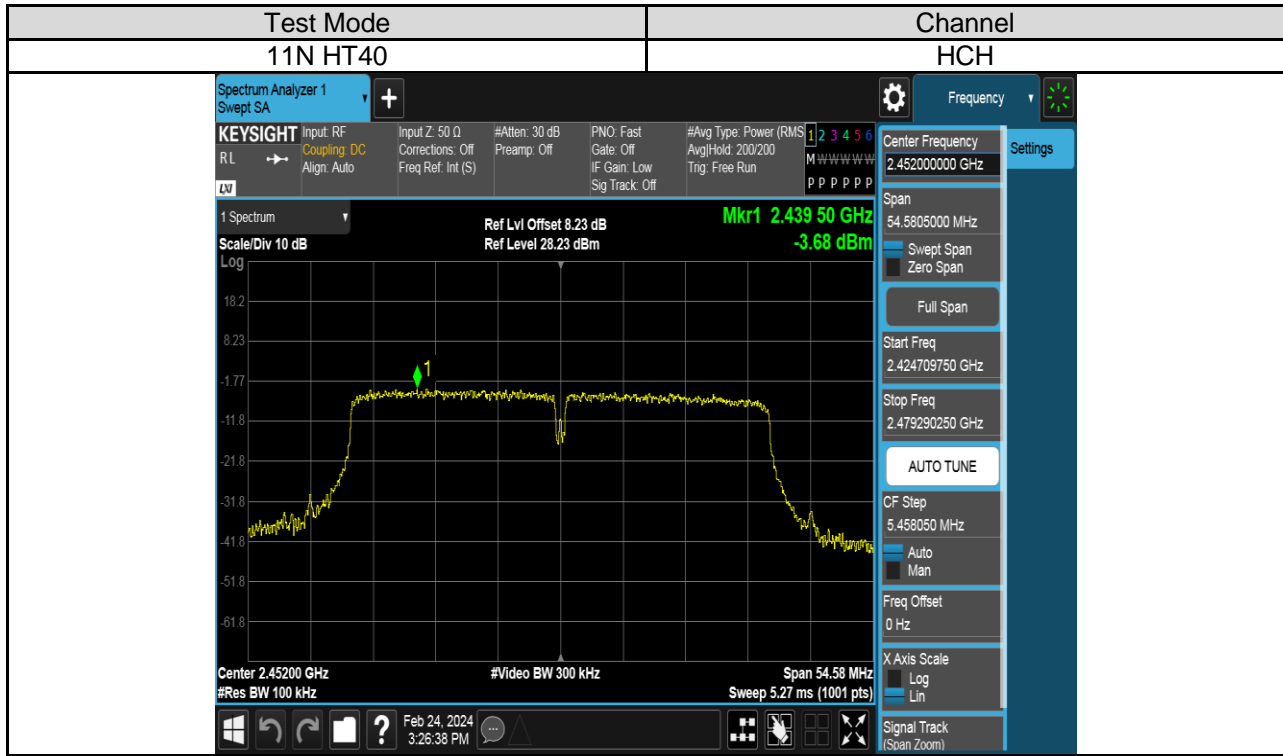 Test Mode Channel
11N HT40 HCH
Spectrum Analyzer 1
Swept SA
Frequency
KEYSIGHT Input: RF Input Z: 50 Ω #Atten: 30 dB PNO: Fast #Avg Type: Power (RMS 1 2 3 4 5 6
RL Coupling: DC Corrections: Off Preamp: Off Gate: Off Avg|Hold: 200/200 M W W W W W
Align: Auto Freq Ref: Int (S) IF Gain: Low Trig: Free Run
LXI Sig Track: Off P P P P P P
1 Spectrum Ref Lvl Offset 8.23 dB Mkr1 2.439 50 GHz
Scale/Div 10 dB Ref Level 28.23 dBm -3.68 dBm
Log
18.2
8.23
1
-1.77
-11.8
-21.8
-31.8
-41.8
-51.8
-61.8
Center 2.45200 GHz #Video BW 300 kHz Span 54.58 MHz
#Res BW 100 kHz Sweep 5.27 ms (1001 pts)
? Feb 24, 2024
3:26:38 PM
Center Frequency
2.452000000 GHz
Settings
Span
54.5805000 MHz
Swept Span
Zero Span
Full Span
Start Freq
2.424709750 GHz
Stop Freq
2.479290250 GHz
AUTO TUNE
CF Step
5.458050 MHz
Auto
Man
Freq Offset
0 Hz
X Axis Scale
Log
Lin
Signal Track
(Span Zoom)